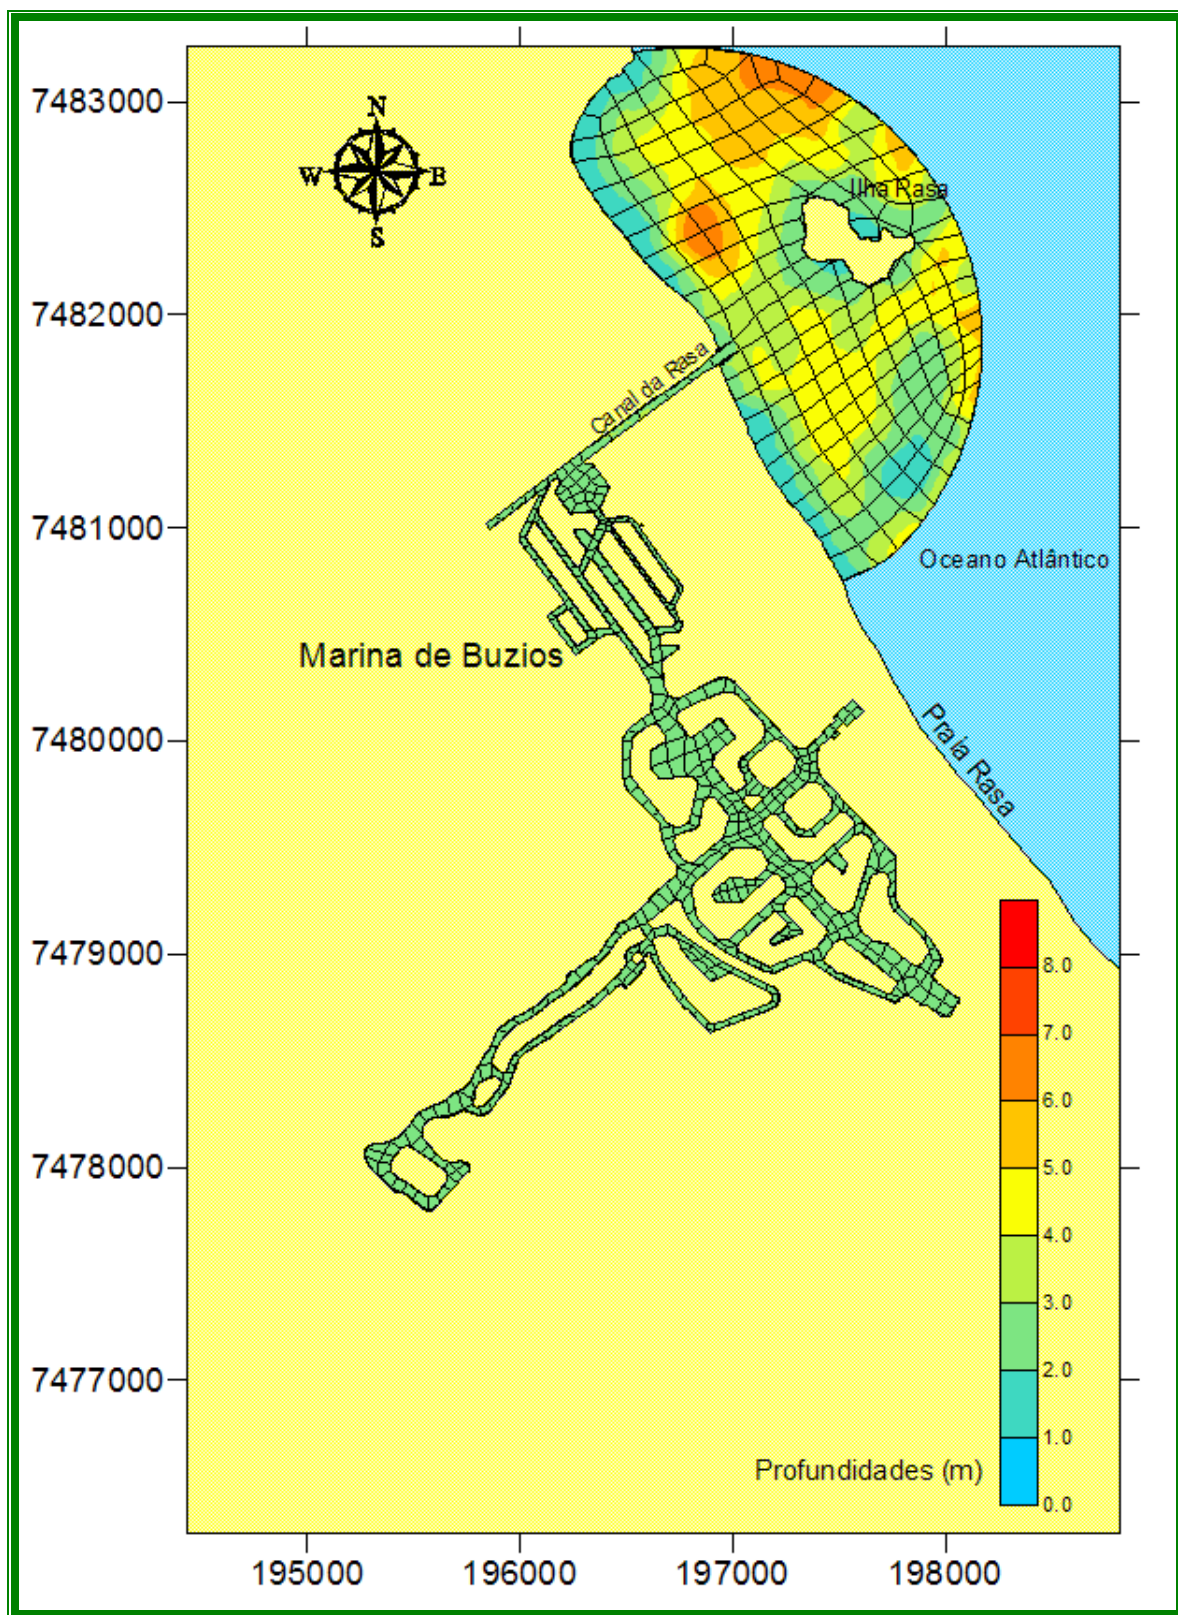 N
W E
S
7483000
7482000
7481000
7480000
7479000
7478000
7477000
Ilha Rasa
Canal da Rasa
Oceano Atlântico
Marina de Buzios
Praia Rasa
8.0
7.0
6.0
5.0
4.0
3.0
2.0
1.0
0.0
Profundidades (m)
195000 196000 197000 198000